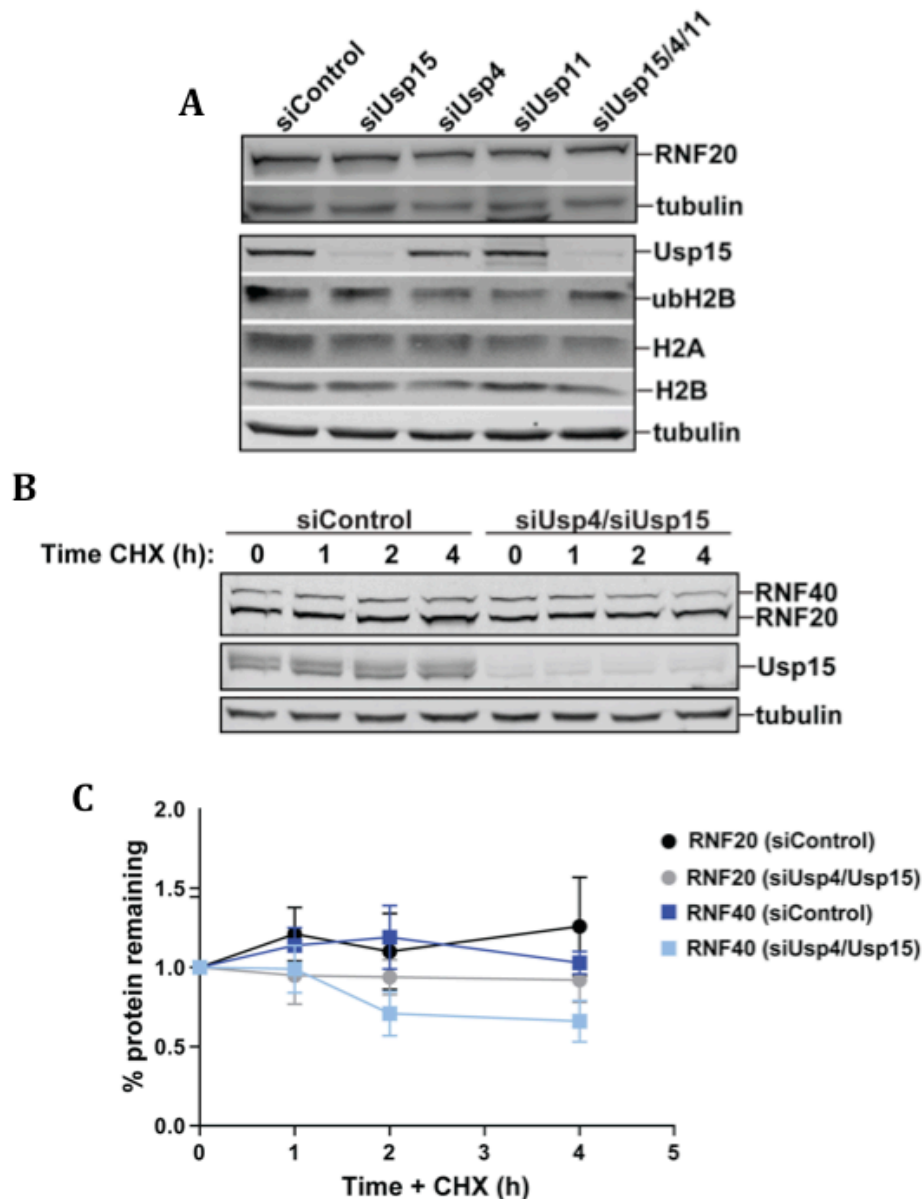 A
siControl siUsp15 siUsp4 siUsp11 siUsp15/4/11
RNF20
tubulin
Usp15
ubH2B
H2A
H2B
tubulin
B
siControl siUsp4/siUsp15
Time CHX (h): 0 1 2 4 0 1 2 4
RNF40
RNF20
Usp15
tubulin
C
% protein remaining
2.0
1.5
1.0
0.5
0.0
0 1 2 3 4 5
Time + CHX (h)
RNF20 (siControl)
RNF20 (siUsp4/Usp15)
RNF40 (siControl)
RNF40 (siUsp4/Usp15)